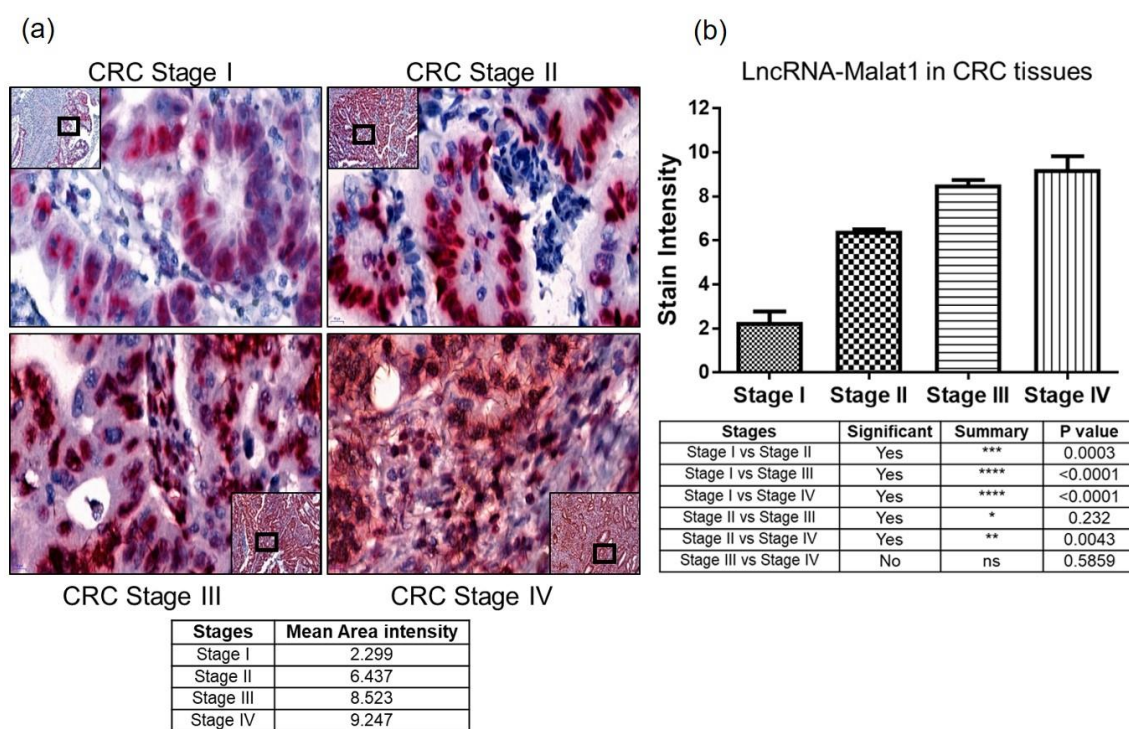 (a)
CRC Stage I
CRC Stage II
CRC Stage III
CRC Stage IV
Stages Mean Area intensity
Stage I 2.299
Stage II 6.437
Stage III 8.523
Stage IV 9.247
(b)
LncRNA-Malat1 in CRC tissues
Stain Intensity
12
10
8
6
4
2
0
Stage I Stage II Stage III Stage IV
Stages Significant Summary P value
Stage I vs Stage II Yes *** 0.0003
Stage I vs Stage III Yes **** <0.0001
Stage I vs Stage IV Yes **** <0.0001
Stage II vs Stage III Yes * 0.232
Stage II vs Stage IV Yes ** 0.0043
Stage III vs Stage IV No ns 0.5859